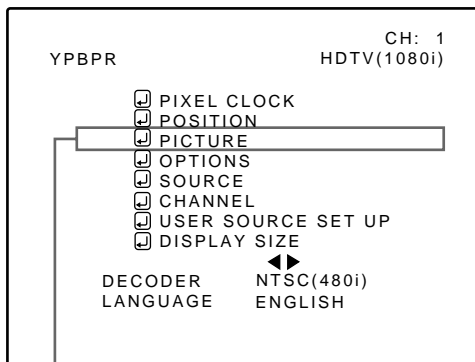 CH: 1
YPBPR HDTV(1080i)
PIXEL CLOCK
POSITION
PICTURE
OPTIONS
SOURCE
CHANNEL
USER SOURCE SET UP
DISPLAY SIZE
DECODER NTSC(480i)
LANGUAGE ENGLISH